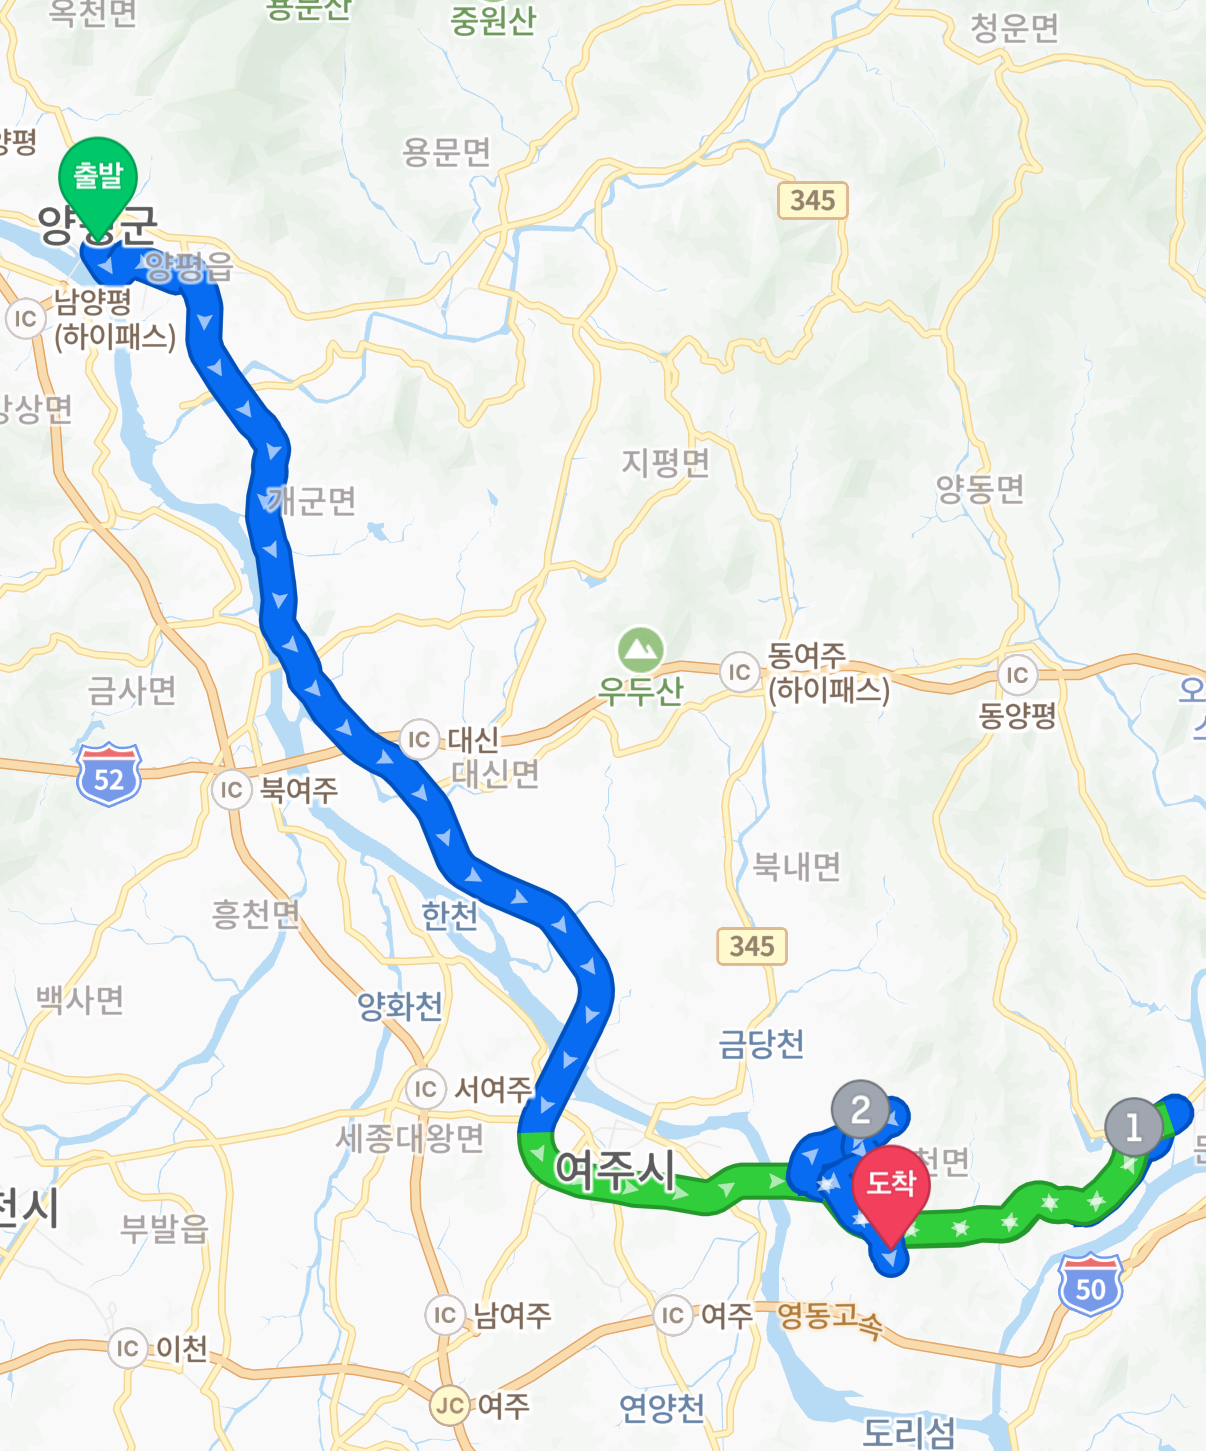 옥천면
용문산
중원산
청운면
양평
용문면
출발
345
양평군
양평읍
IC
남양평
(하이패스)
강상면
지평면
양동면
개군면
IC
동여주
(하이패스)
우두산
IC
동양평
금사면
IC
대신
대신면
52
IC
북여주
북내면
한천
흥천면
345
백사면
양화천
금당천
IC
서여주
2
1
세종대왕면
여주시
도착
천면
부발읍
50
IC
남여주
IC
여주
영동고속
IC
이천
JC
여주
연양천
도리섬